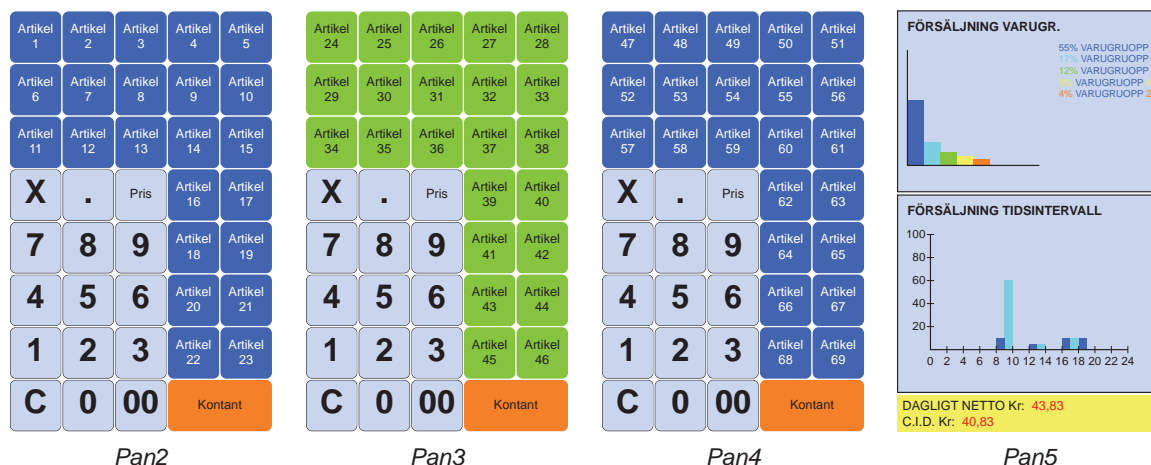 Artikel 1 Artikel 2 Artikel 3 Artikel 4 Artikel 5
Artikel 6 Artikel 7 Artikel 8 Artikel 9 Artikel 10
Artikel 11 Artikel 12 Artikel 13 Artikel 14 Artikel 15
X . Pris Artikel 16 Artikel 17
7 8 9 Artikel 18 Artikel 19
4 5 6 Artikel 20 Artikel 21
1 2 3 Artikel 22 Artikel 23
C 0 00 Kontant
Pan2
Artikel 24 Artikel 25 Artikel 26 Artikel 27 Artikel 28
Artikel 29 Artikel 30 Artikel 31 Artikel 32 Artikel 33
Artikel 34 Artikel 35 Artikel 36 Artikel 37 Artikel 38
X . Pris Artikel 39 Artikel 40
7 8 9 Artikel 41 Artikel 42
4 5 6 Artikel 43 Artikel 44
1 2 3 Artikel 45 Artikel 46
C 0 00 Kontant
Pan3
Artikel 47 Artikel 48 Artikel 49 Artikel 50 Artikel 51
Artikel 52 Artikel 53 Artikel 54 Artikel 55 Artikel 56
Artikel 57 Artikel 58 Artikel 59 Artikel 60 Artikel 61
X . Pris Artikel 62 Artikel 63
7 8 9 Artikel 64 Artikel 65
4 5 6 Artikel 66 Artikel 67
1 2 3 Artikel 68 Artikel 69
C 0 00 Kontant
Pan4
FÖRSÄLJNING VARUGR.
55% VARUGRUOPP
17% VARUGRUOPP
12% VARUGRUOPP
VARUGRUOPP
4% VARUGRUOPP 2
FÖRSÄLJNING TIDSINTERVALL
100
80
60
40
20
0 2 4 6 8 10 12 14 16 18 20 22 24
DAGLIGT NETTO Kr: 43,83
C.I.D. Kr: 40,83
Pan5